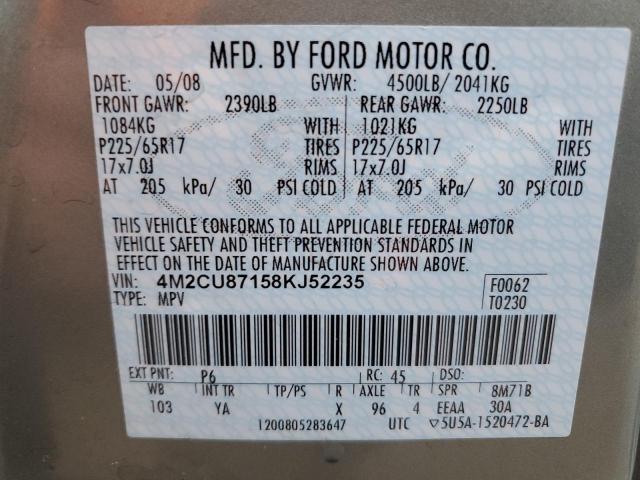 MFD. BY FORD MOTOR CO.
DATE: 05/08 GVWR: 4500LB/ 2041KG
FRONT GAWR: 2390LB REAR GAWR: 2250LB
1084KG WITH 1021KG WITH
P225/65R17 TIRES P225/65R17 TIRES
17x7.0J RIMS 17x7.0J RIMS
AT 205 kPa/ 30 PSI COLD AT 205 kPa/ 30 PSI COLD
THIS VEHICLE CONFORMS TO ALL APPLICABLE FEDERAL MOTOR
VEHICLE SAFETY AND THEFT PREVENTION STANDARDS IN
EFFECT ON THE DATE OF MANUFACTURE SHOWN ABOVE.
VIN: 4M2CU87158KJ52235 F0062
TYPE: MPV T0230
EXT PNT: P6 RC: 45 DSO:
WB INT TR TP/PS R AXLE TR SPR 8M71B
103 YA X 96 4 EEAA 30A
1200805283647 UTC ▽5U5A-1520472-BA